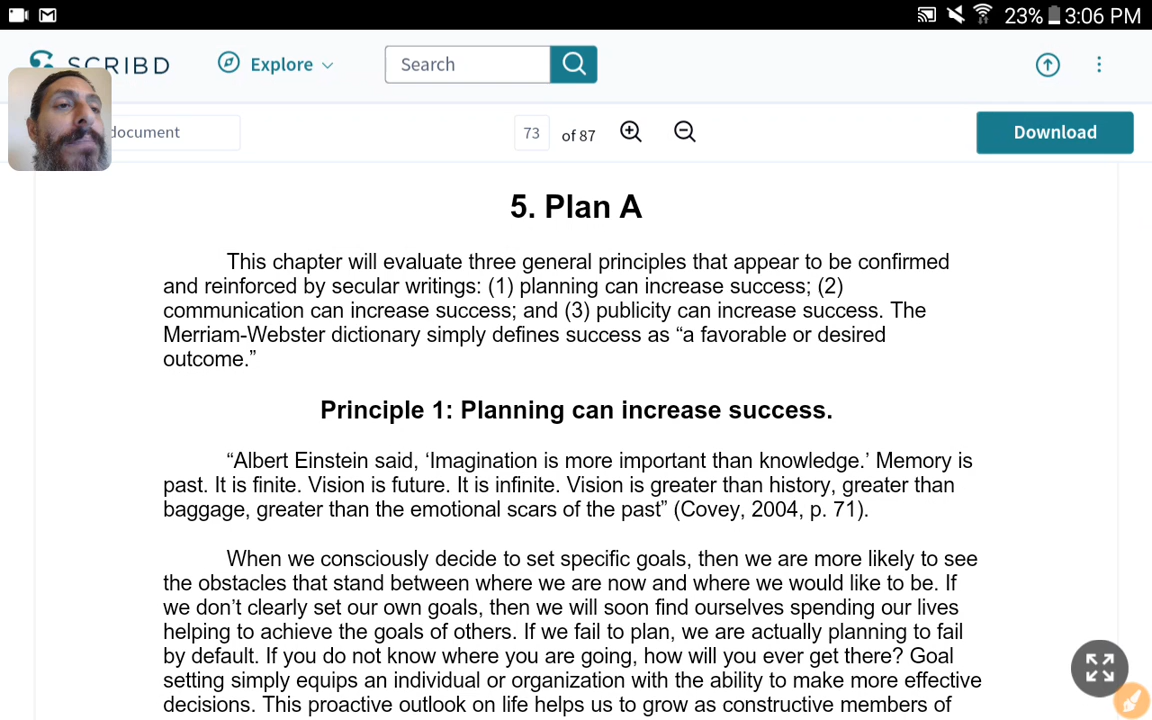 23% 3:06 PM
SCRIBD Explore Search
document 73 of 87 Download
5. Plan A
This chapter will evaluate three general principles that appear to be confirmed
and reinforced by secular writings: (1) planning can increase success; (2)
communication can increase success; and (3) publicity can increase success. The
Merriam-Webster dictionary simply defines success as “a favorable or desired
outcome.”
Principle 1: Planning can increase success.
“Albert Einstein said, ‘Imagination is more important than knowledge.’ Memory is
past. It is finite. Vision is future. It is infinite. Vision is greater than history, greater than
baggage, greater than the emotional scars of the past” (Covey, 2004, p. 71).
When we consciously decide to set specific goals, then we are more likely to see
the obstacles that stand between where we are now and where we would like to be. If
we don’t clearly set our own goals, then we will soon find ourselves spending our lives
helping to achieve the goals of others. If we fail to plan, we are actually planning to fail
by default. If you do not know where you are going, how will you ever get there? Goal
setting simply equips an individual or organization with the ability to make more effective
decisions. This proactive outlook on life helps us to grow as constructive members of